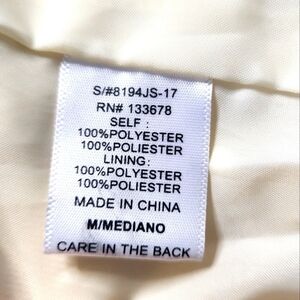 S/#8194JS-17
RN# 133678
SELF :
100%POLYESTER
100%POLIESTER
LINING:
100%POLYESTER
100%POLIESTER
MADE IN CHINA
M/MEDIANO
CARE IN THE BACK